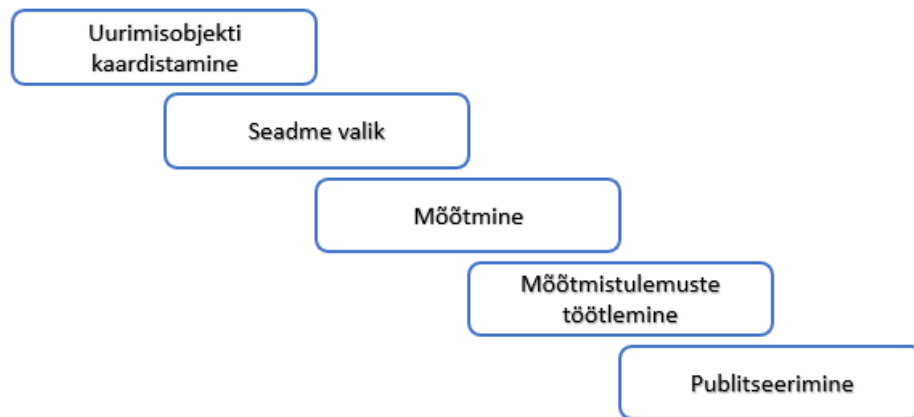 Uurimisobjekti
kaardistamine
Seadme valik
Mõõtmine
Mõõtmistulemuste
töötlemine
Publitseerimine